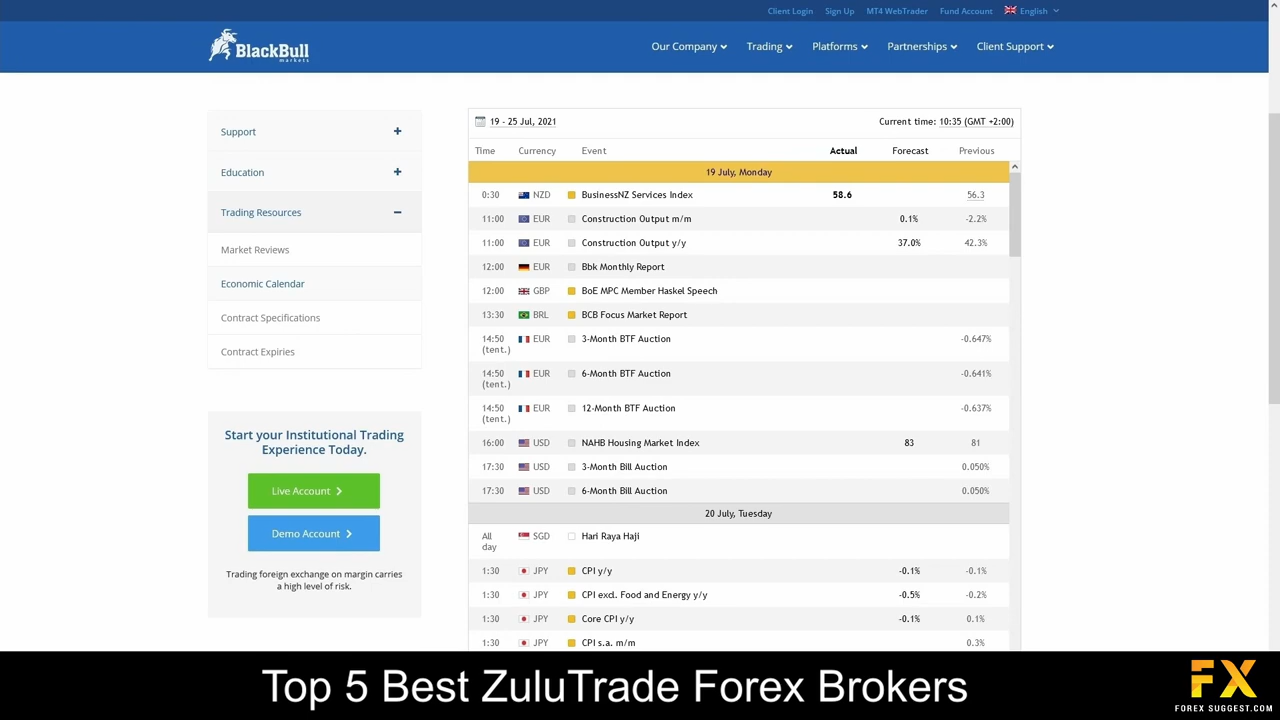 Client Login Sign Up MT4 WebTrader Fund Account English
BlackBull
markets
Our Company Trading Platforms Partnerships Client Support
Support
Education
Trading Resources
Market Reviews
Economic Calendar
Contract Specifications
Contract Expiries
Start your Institutional Trading
Experience Today.
Live Account
Demo Account
Trading foreign exchange on margin carries
a high level of risk.
19 - 25 Jul, 2021 Current time: 10:35 (GMT +2:00)
Time Currency Event Actual Forecast Previous
19 July, Monday
0:30 NZD BusinessNZ Services Index 58.6 56.3
11:00 EUR Construction Output m/m 0.1% -2.2%
11:00 EUR Construction Output y/y 37.0% 42.3%
12:00 EUR Bbk Monthly Report
12:00 GBP BoE MPC Member Haskel Speech
13:30 BRL BCB Focus Market Report
14:50 EUR 3-Month BTF Auction -0.647%
(tent.)
14:50 EUR 6-Month BTF Auction -0.641%
(tent.)
14:50 EUR 12-Month BTF Auction -0.637%
(tent.)
16:00 USD NAHB Housing Market Index 83 81
17:30 USD 3-Month Bill Auction 0.050%
17:30 USD 6-Month Bill Auction 0.050%
20 July, Tuesday
All SGD Hari Raya Haji
day
1:30 JPY CPI y/y -0.1% -0.1%
1:30 JPY CPI excl. Food and Energy y/y -0.5% -0.2%
1:30 JPY Core CPI y/y -0.1% 0.1%
1:30 JPY CPI s.a. m/m 0.3%
Top 5 Best ZuluTrade Forex Brokers
FX
FOREX SUGGEST.COM